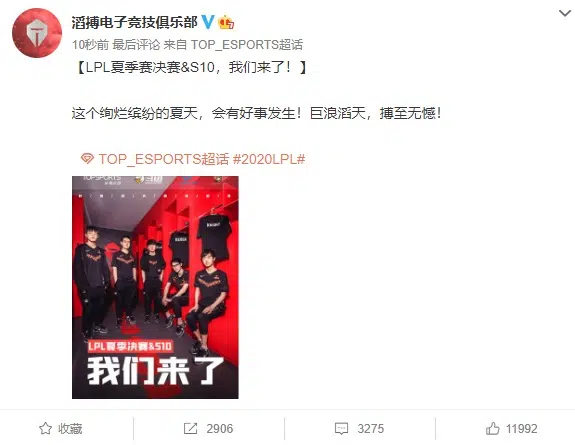 滔搏电子竞技俱乐部
10秒前 最后评论 来自 TOP_ESPORTS超话
【LPL夏季赛决赛&S10，我们来了！】
这个绚烂缤纷的夏天，会有好事发生！巨浪滔天，搏至无憾！
TOP_ESPORTS超话 #2020LPL#
TOPSPORTS
LPL夏季决赛&S10
我们来了
收藏
2906
3275
11992